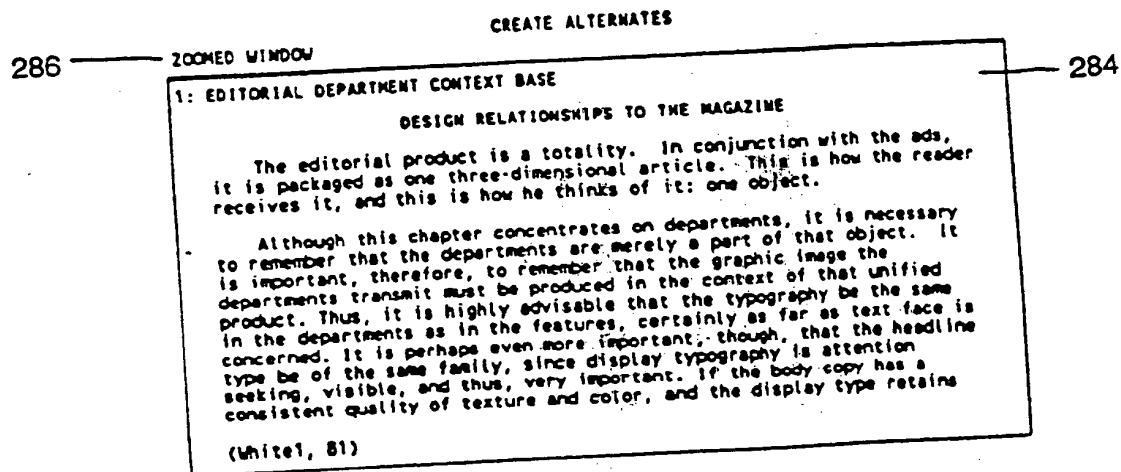 CREATE ALTERNATES
286 ZOOMED WINDOW
284
1: EDITORIAL DEPARTMENT CONTEXT BASE
DESIGN RELATIONSHIPS TO THE MAGAZINE
The editorial product is a totality. In conjunction with the ads,
it is packaged as one three-dimensional article. This is how the reader
receives it, and this is how he thinks of it: one object.
Although this chapter concentrates on departments, it is necessary
to remember that the departments are merely a part of that object. It
is important, therefore, to remember that the graphic image the
departments transmit must be produced in the context of that unified
product. Thus, it is highly advisable that the typography be the same
in the departments as in the features, certainly as far as text face is
concerned. It is perhaps even more important, though, that the headline
type be of the same family, since display typography is attention
seeking, visible, and thus, very important. If the body copy has a
consistent quality of texture and color, and the display type retains
(White1, 81)